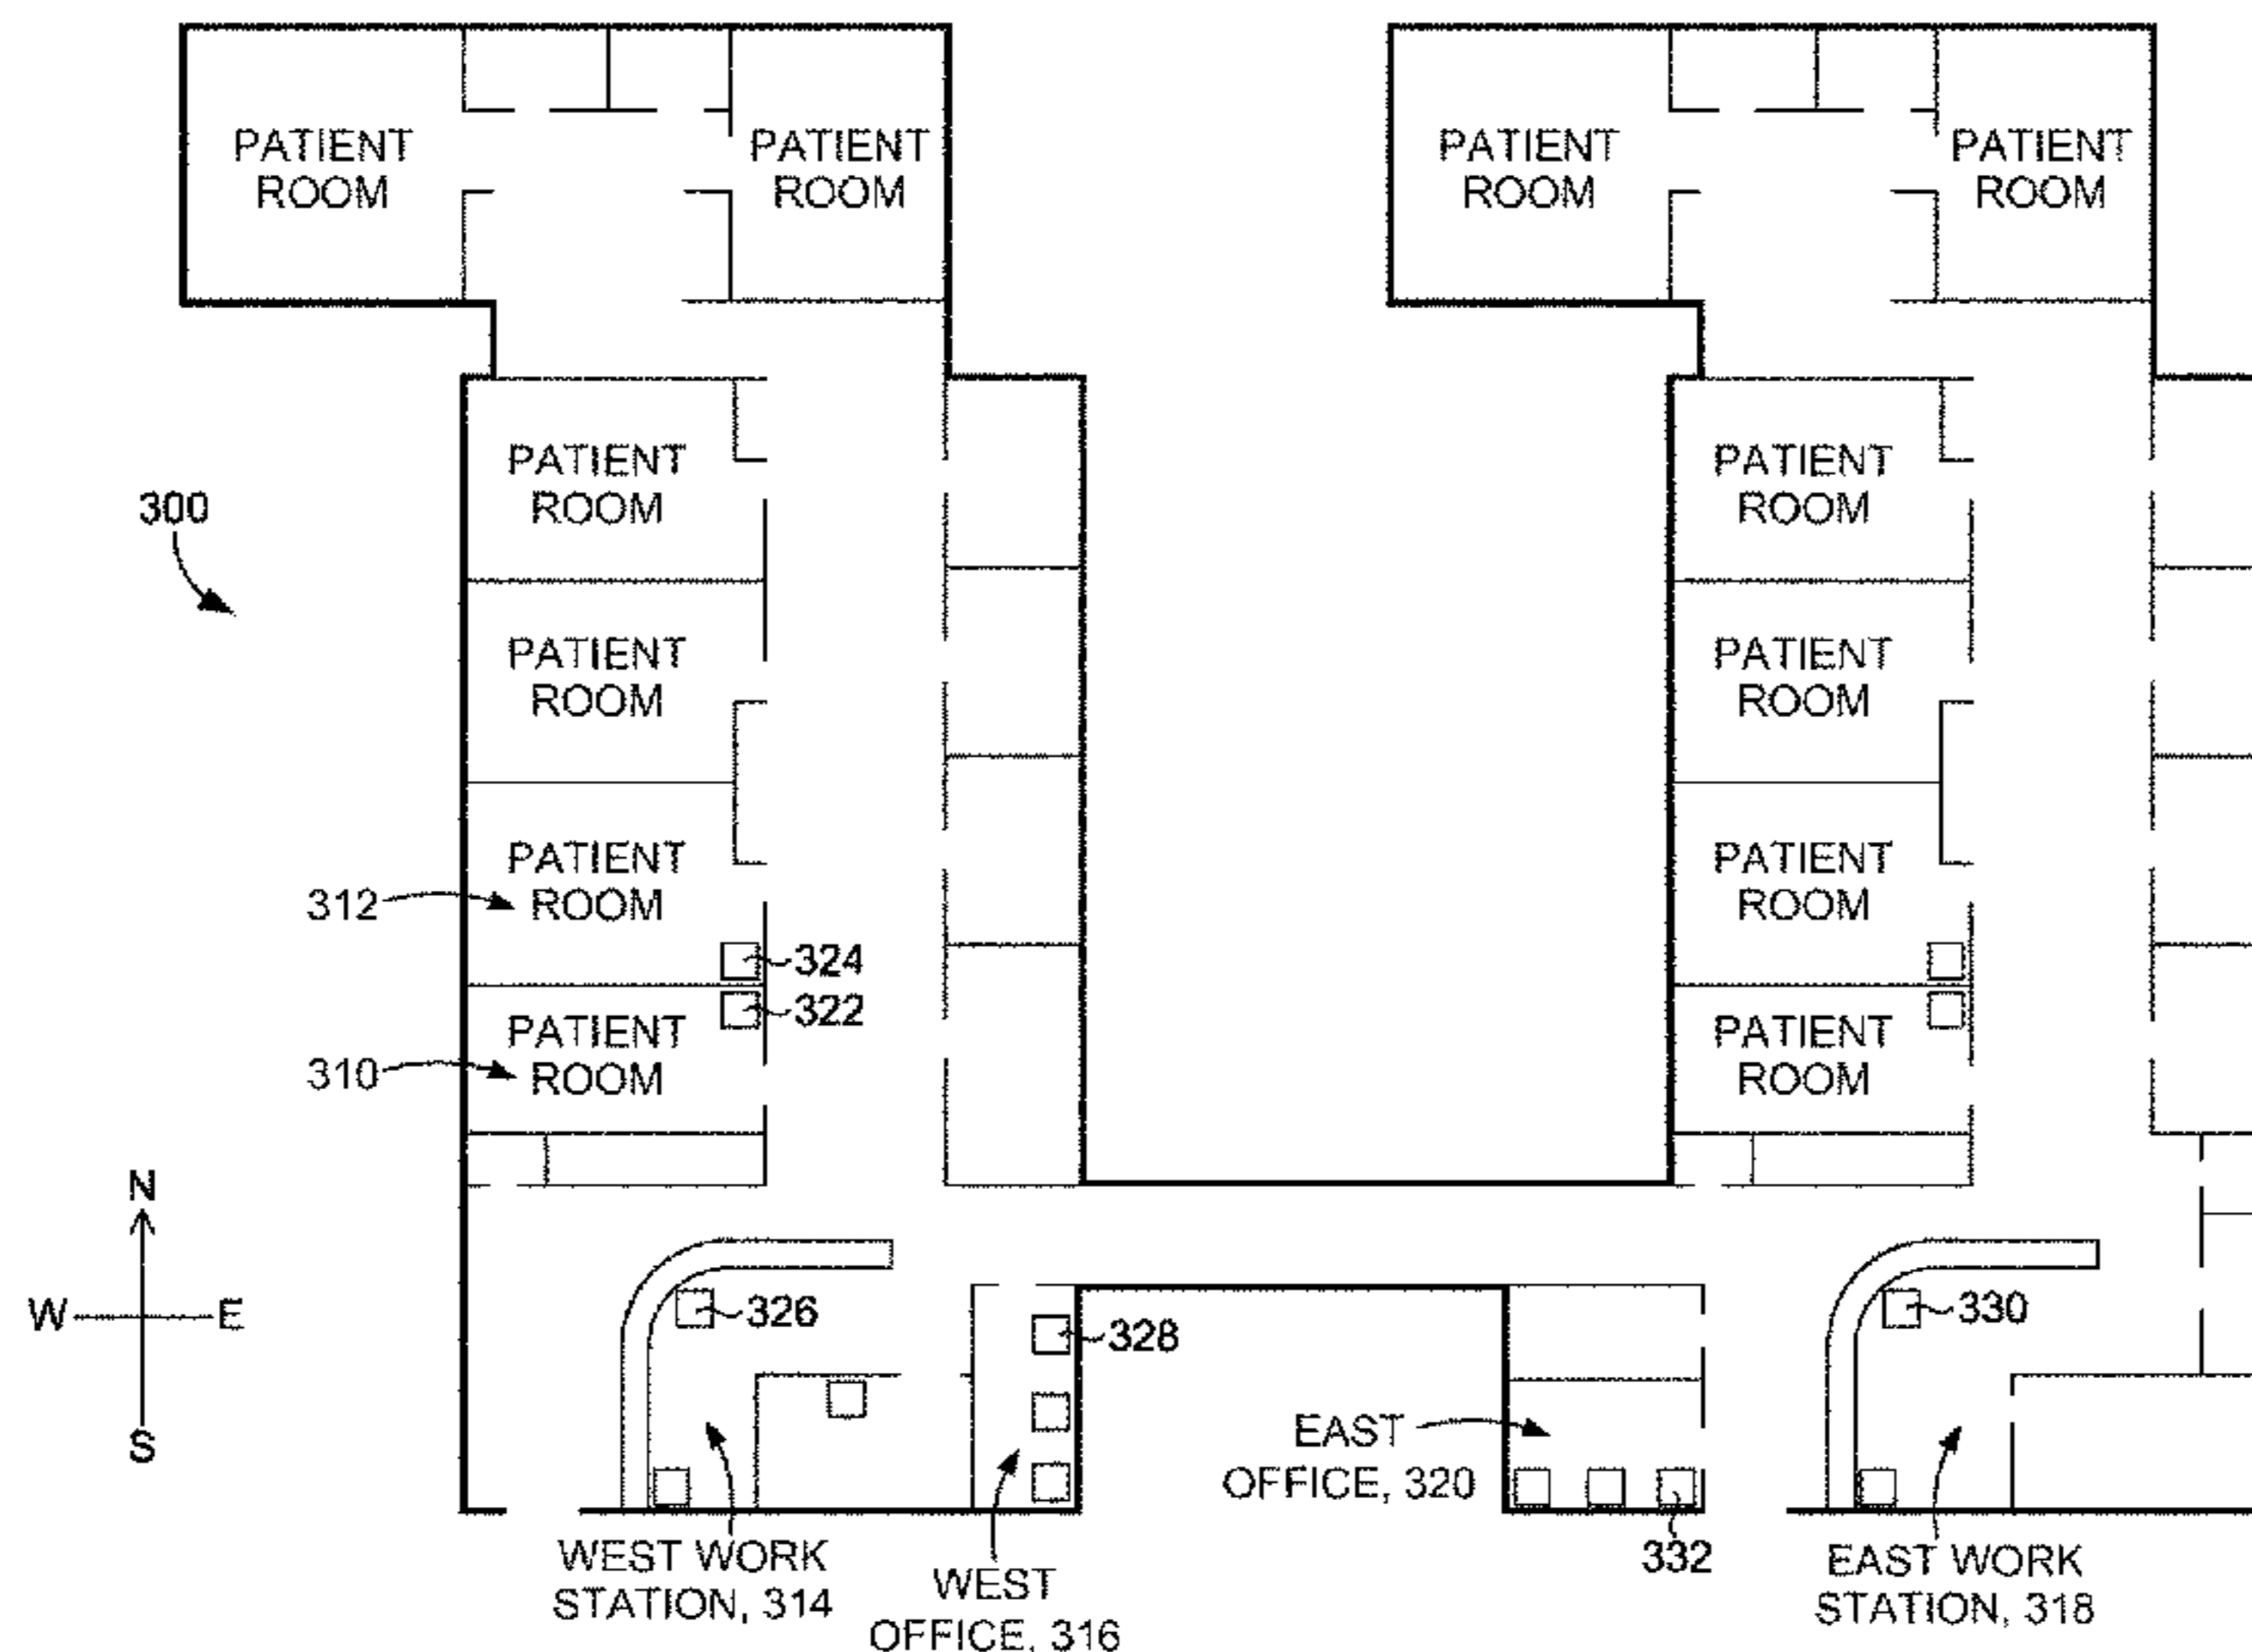 PATIENT
ROOM
PATIENT
ROOM
PATIENT
ROOM
PATIENT
ROOM
300
PATIENT
ROOM
PATIENT
ROOM
PATIENT
ROOM
PATIENT
ROOM
312
PATIENT
ROOM
324
PATIENT
ROOM
322
310
PATIENT
ROOM
PATIENT
ROOM
N
W
E
S
326
328
330
EAST
OFFICE, 320
332
WEST WORK
STATION, 314
WEST
OFFICE, 316
EAST WORK
STATION, 318